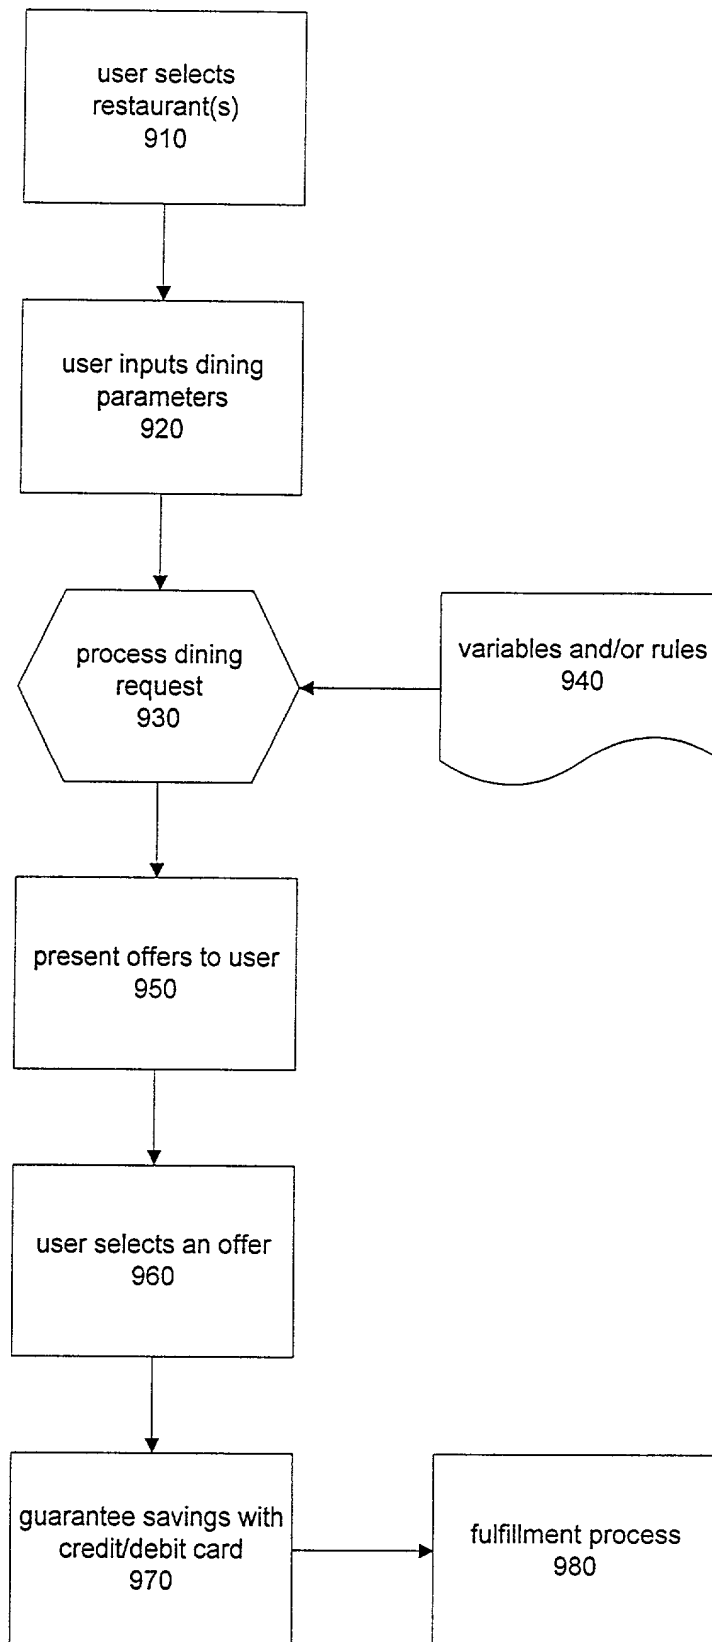 user selects
restaurant(s)
910
user inputs dining
parameters
920
process dining
request
930
variables and/or rules
940
present offers to user
950
user selects an offer
960
guarantee savings with
credit/debit card
970
fulfillment process
980